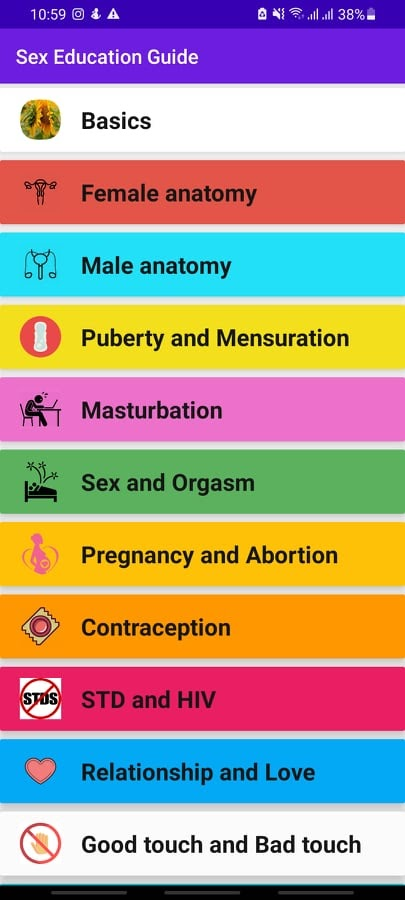 10:59 38%
Sex Education Guide
Basics
Female anatomy
Male anatomy
Puberty and Mensuration
Masturbation
Sex and Orgasm
Pregnancy and Abortion
Contraception
STDS
STD and HIV
Relationship and Love
Good touch and Bad touch